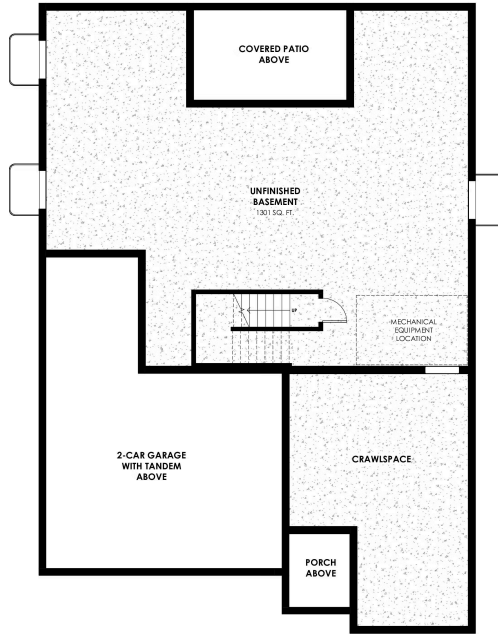 COVERED PATIO
ABOVE
UNFINISHED
BASEMENT
1301 SQ. FT.
UP
MECHANICAL
EQUIPMENT
LOCATION
2-CAR GARAGE
WITH TANDEM
ABOVE
CRAWLSPACE
PORCH
ABOVE